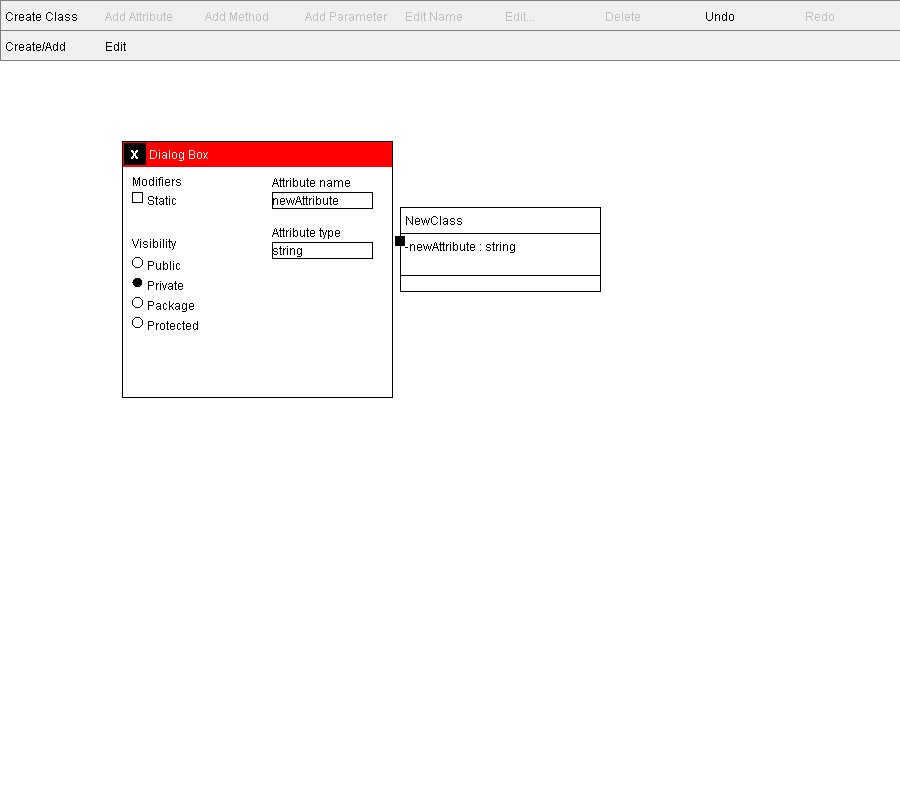 Create Class Add Attribute Add Method Add Parameter Edit Name Edit... Delete Undo Redo
Create/Add Edit
X Dialog Box
Modifiers
Static
Visibility
Public
Private
Package
Protected
Attribute name
newAttribute
Attribute type
string
NewClass
-newAttribute : string